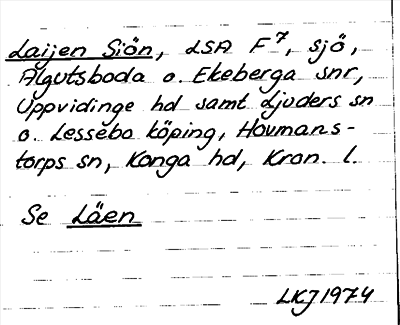 Laijen Siön, LSA F7, sjö,
Algutsboda o. Ekeberga snr,
Uppvidinge hd samt Ljuders sn
o. Lessebo köping, Hovmans-
torps sn, Konga hd, Kron. l.
Se Läen
LKJ 1974